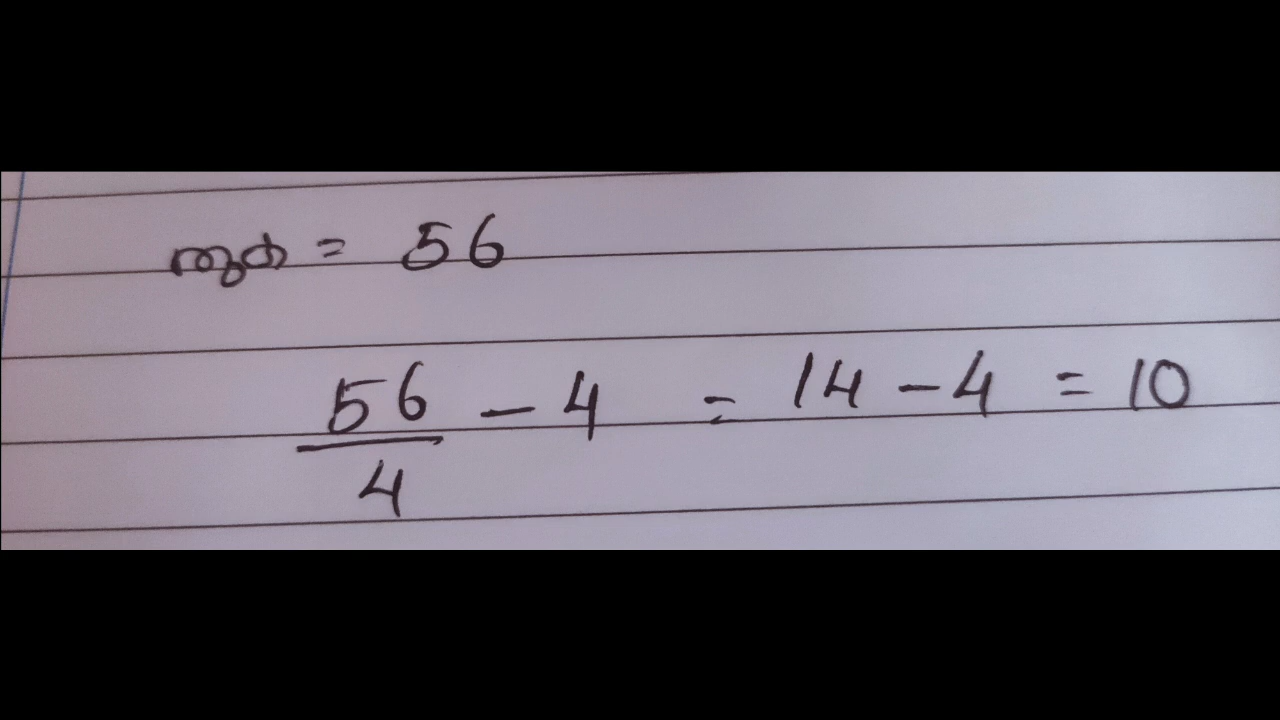 തുക = 56
56/4 - 4 = 14 - 4 = 10